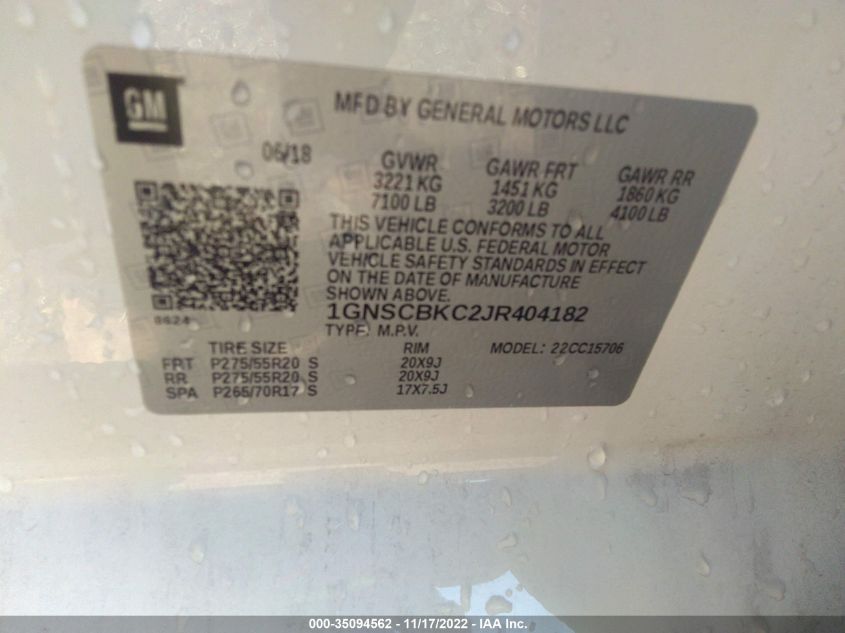 GM
MFD BY GENERAL MOTORS LLC
06/18
GVWR GAWR FRT GAWR RR
3221 KG 1451 KG 1860 KG
7100 LB 3200 LB 4100 LB
THIS VEHICLE CONFORMS TO ALL
APPLICABLE U.S. FEDERAL MOTOR
VEHICLE SAFETY STANDARDS IN EFFECT
ON THE DATE OF MANUFACTURE
SHOWN ABOVE.
8624
1GNSCBKC2JR404182
TYPE: M.P.V.
TIRE SIZE RIM MODEL: 22CC15706
FRT P275/55R20 S 20X9J
RR P275/55R20 S 20X9J
SPA P265/70R17 S 17X7.5J
000-35094562 - 11/17/2022 - IAA Inc.